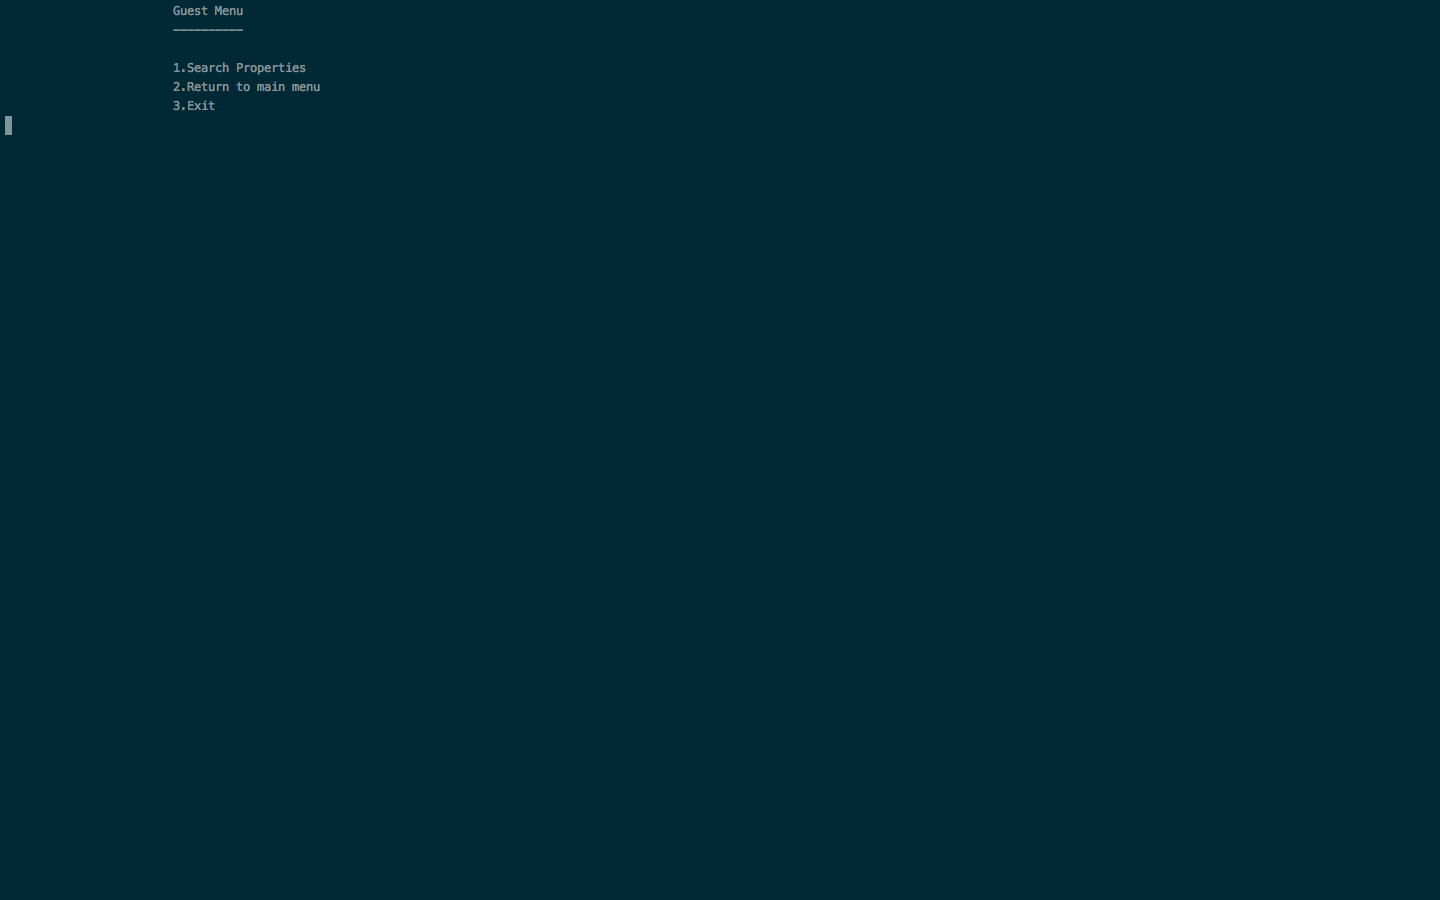 Guest Menu
----------
1.Search Properties
2.Return to main menu
3.Exit